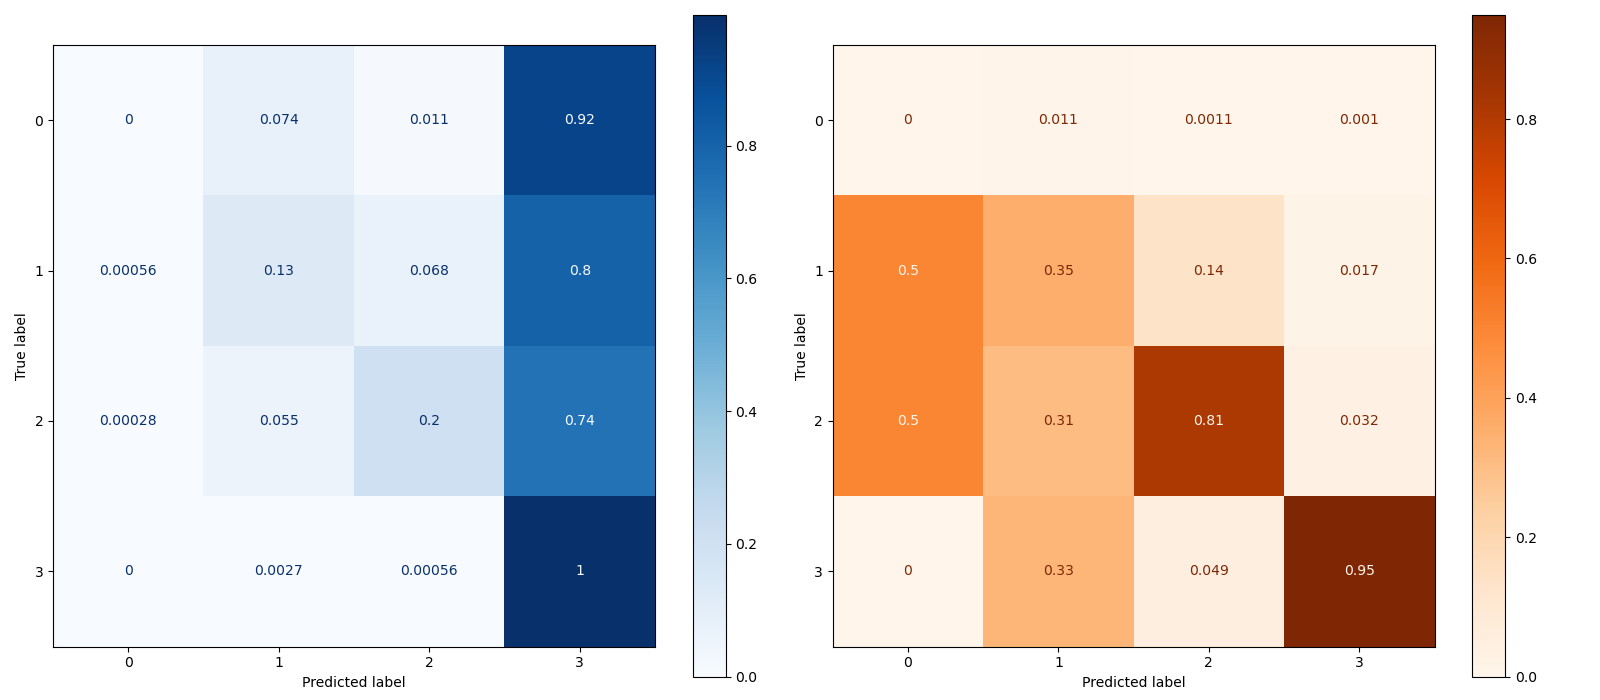 0 0 0.074 0.011 0.92
1 0.00056 0.13 0.068 0.8
2 0.00028 0.055 0.2 0.74
3 0 0.0027 0.00056 1
0 1 2 3
True label
Predicted label
0.8
0.6
0.4
0.2
0.0
0 0 0.011 0.0011 0.001
1 0.5 0.35 0.14 0.017
2 0.5 0.31 0.81 0.032
3 0 0.33 0.049 0.95
0 1 2 3
True label
Predicted label
0.8
0.6
0.4
0.2
0.0